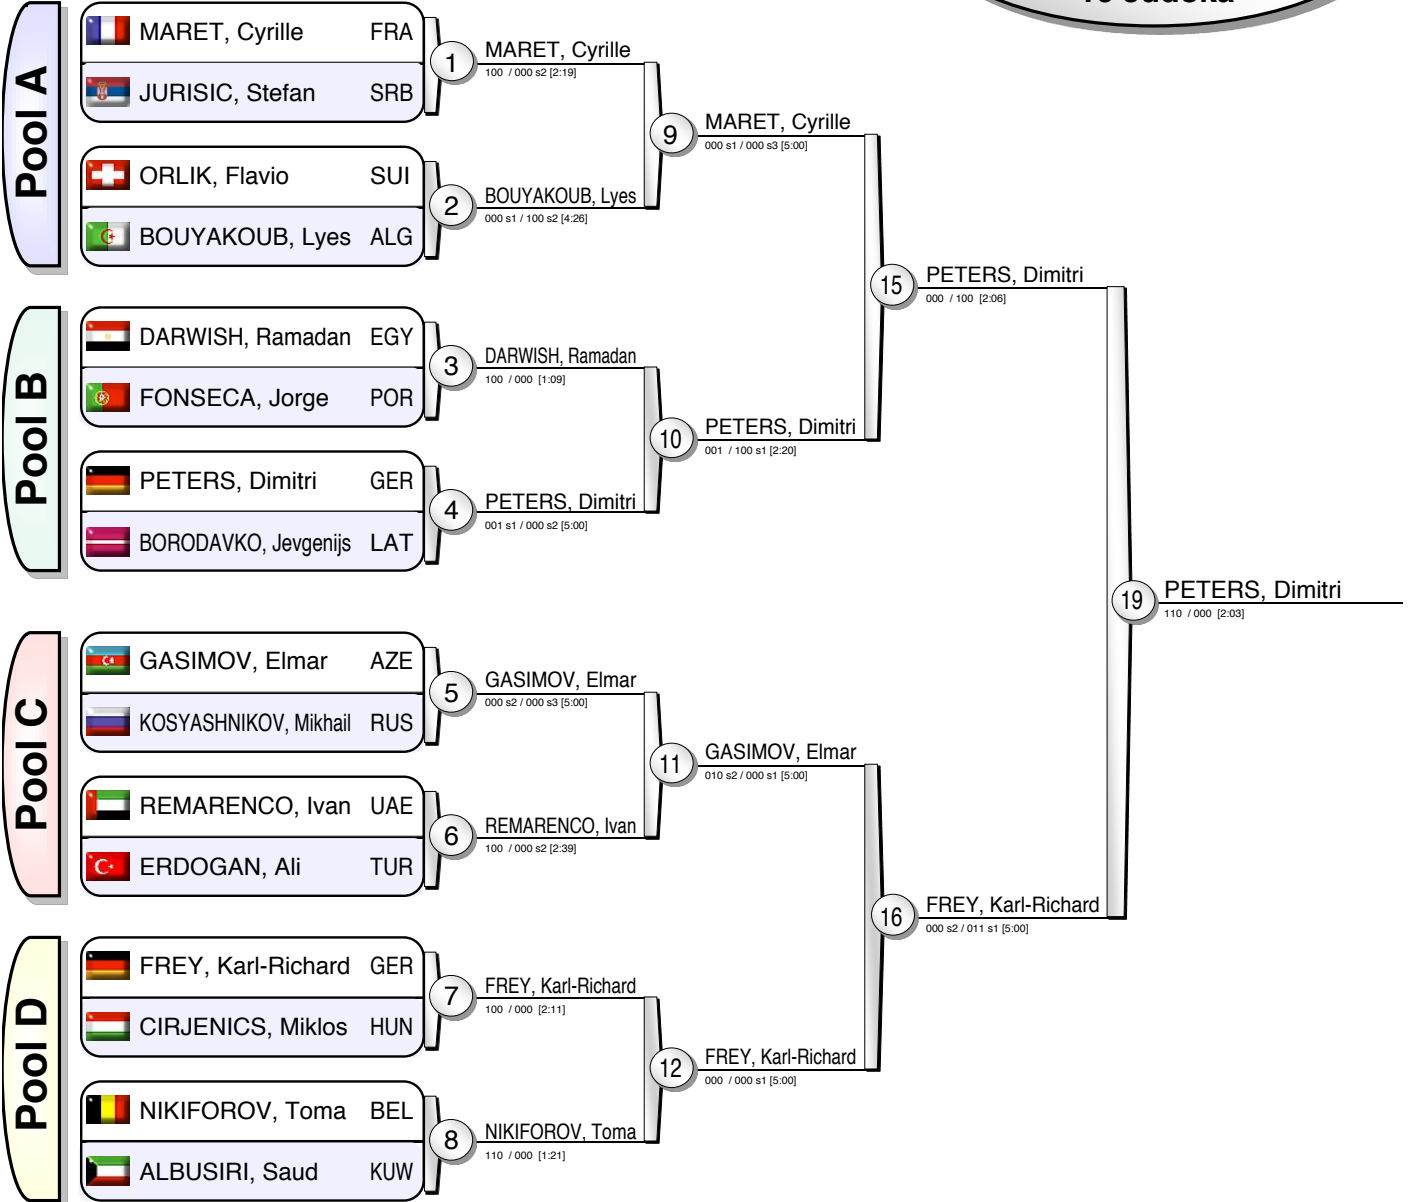 16 Judoka
Pool A
MARET, Cyrille FRA
JURISIC, Stefan SRB
ORLIK, Flavio SUI
BOUYAKOUB, Lyes ALG
1
MARET, Cyrille
100 / 000 s2 [2:19]
2
BOUYAKOUB, Lyes
000 s1 / 100 s2 [4:26]
9
MARET, Cyrille
000 s1 / 000 s3 [5:00]
Pool B
DARWISH, Ramadan EGY
FONSECA, Jorge POR
PETERS, Dimitri GER
BORODAVKO, Jevgenijs LAT
3
DARWISH, Ramadan
100 / 000 [1:09]
4
PETERS, Dimitri
001 s1 / 000 s2 [5:00]
10
PETERS, Dimitri
001 / 100 s1 [2:20]
15
PETERS, Dimitri
000 / 100 [2:06]
Pool C
GASIMOV, Elmar AZE
KOSYASHNIKOV, Mikhail RUS
REMARENCO, Ivan UAE
ERDOGAN, Ali TUR
5
GASIMOV, Elmar
000 s2 / 000 s3 [5:00]
6
REMARENCO, Ivan
100 / 000 s2 [2:39]
11
GASIMOV, Elmar
010 s2 / 000 s1 [5:00]
Pool D
FREY, Karl-Richard GER
CIRJENICS, Miklos HUN
NIKIFOROV, Toma BEL
ALBUSIRI, Saud KUW
7
FREY, Karl-Richard
100 / 000 [2:11]
8
NIKIFOROV, Toma
110 / 000 [1:21]
12
FREY, Karl-Richard
000 / 000 s1 [5:00]
16
FREY, Karl-Richard
000 s2 / 011 s1 [5:00]
19
PETERS, Dimitri
110 / 000 [2:03]